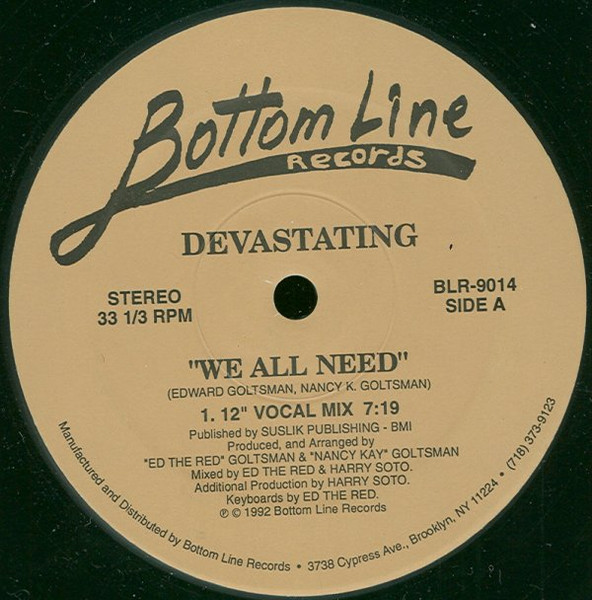 Bottom Line
Records
DEVASTATING
STEREO
33 1/3 RPM
BLR-9014
SIDE A
"WE ALL NEED"
(EDWARD GOLTSMAN, NANCY K. GOLTSMAN)
1. 12" VOCAL MIX 7:19
Published by SUSLIK PUBLISHING - BMI
Produced, and Arranged by
"ED THE RED" GOLTSMAN & "NANCY KAY" GOLTSMAN
Mixed by ED THE RED & HARRY SOTO.
Additional Production by HARRY SOTO.
Keyboards by ED THE RED.
℗ © 1992 Bottom Line Records
Manufactured and Distributed by Bottom Line Records • 3738 Cypress Ave., Brooklyn, NY 11224 • (718) 373-9123